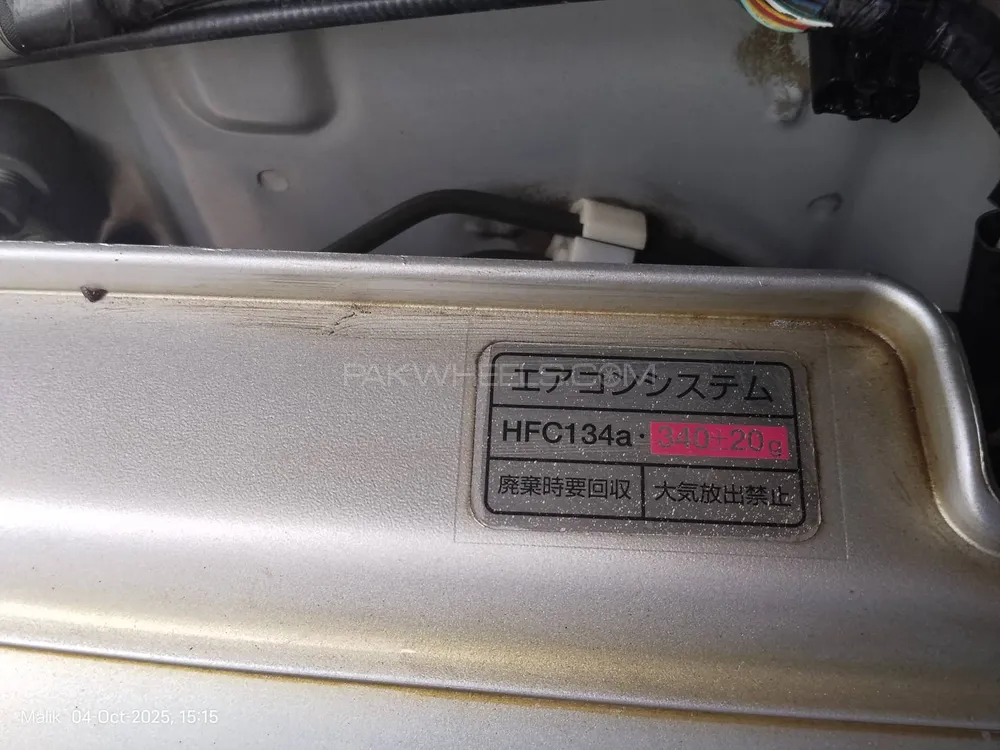 PAKWHEELS.COM
エアコンシステム
HFC134a・340±20g
廃棄時要回収 大気放出禁止
Malik 04-Oct-2025, 15:15